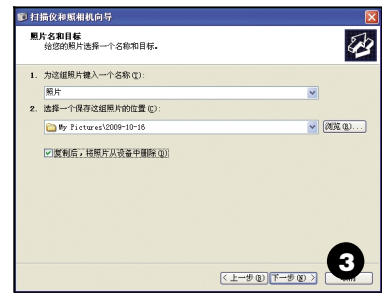 扫描仪和照相机向导
照片名和目标
给您的照片选择一个名称和目标。
1. 为这组照片键入一个名称(T):
照片
2. 选择一个保存这组照片的位置(C):
My Pictures\2009-10-16
浏览(R)...
复制后，将照片从设备中删除(D)
<上一步(B) 下一步(N)>
3